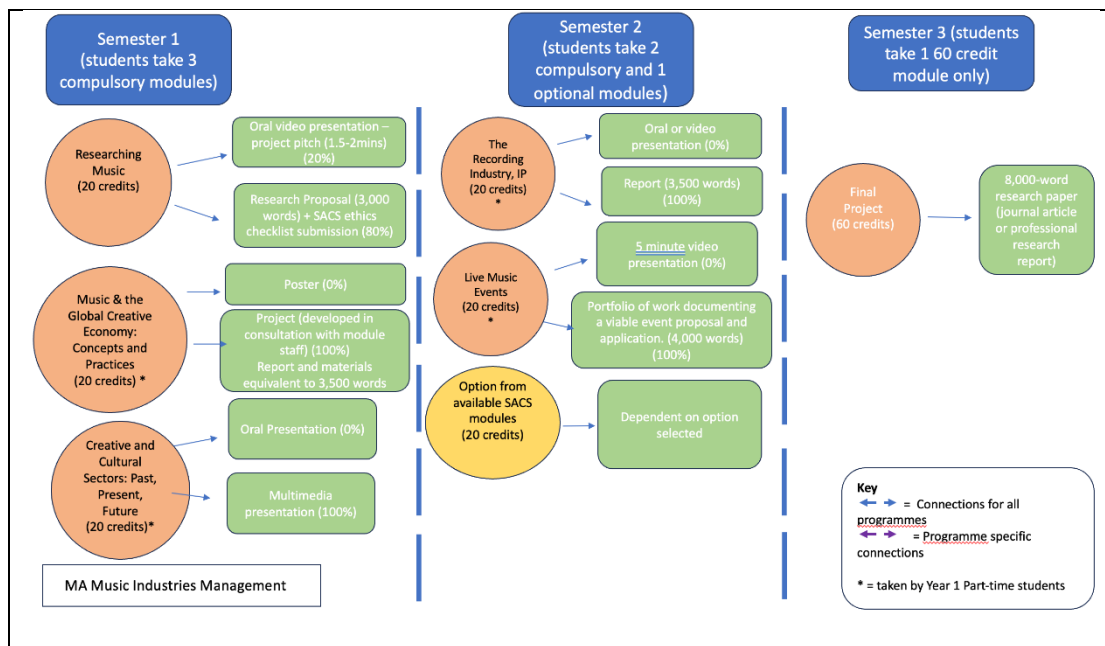 Semester 1
(students take 3
compulsory modules)
Researching
Music
(20 credits)
Oral video presentation –
project pitch (1.5-2mins)
(20%)
Research Proposal (3,000
words) + SACS ethics
checklist submission (80%)
Music & the
Global Creative
Economy:
Concepts and
Practices
(20 credits) *
Poster (0%)
Project (developed in
consultation with module
staff) (100%)
Report and materials
equivalent to 3,500 words
Creative and
Cultural Sectors:
Past, Present,
Future
(20 credits)*
Oral Presentation (0%)
Multimedia
presentation (100%)
MA Music Industries Management
Semester 2
(students take 2
compulsory and 1
optional modules)
The
Recording
Industry, IP
(20 credits)
*
Oral or video
presentation (0%)
Report (3,500 words)
(100%)
Live Music
Events
(20 credits)
*
5 minute video
presentation (0%)
Portfolio of work documenting
a viable event proposal and
application. (4,000 words)
(100%)
Option from
available SACS
modules
(20 credits)
Dependent on option
selected
Semester 3 (students
take 1 60 credit
module only)
Final
Project
(60 credits)
8,000-word
research paper
(journal article
or professional
research
report)
Key
= Connections for all
programmes
= Programme specific
connections
* = taken by Year 1 Part-time students